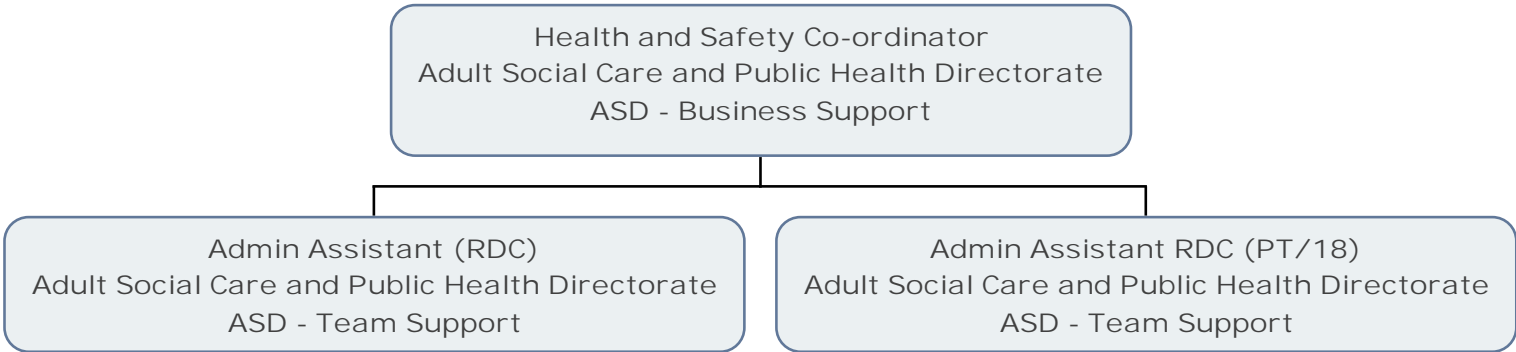 Health and Safety Co-ordinator
Adult Social Care and Public Health Directorate
ASD - Business Support
Admin Assistant (RDC)
Adult Social Care and Public Health Directorate
ASD - Team Support
Admin Assistant RDC (PT/18)
Adult Social Care and Public Health Directorate
ASD - Team Support